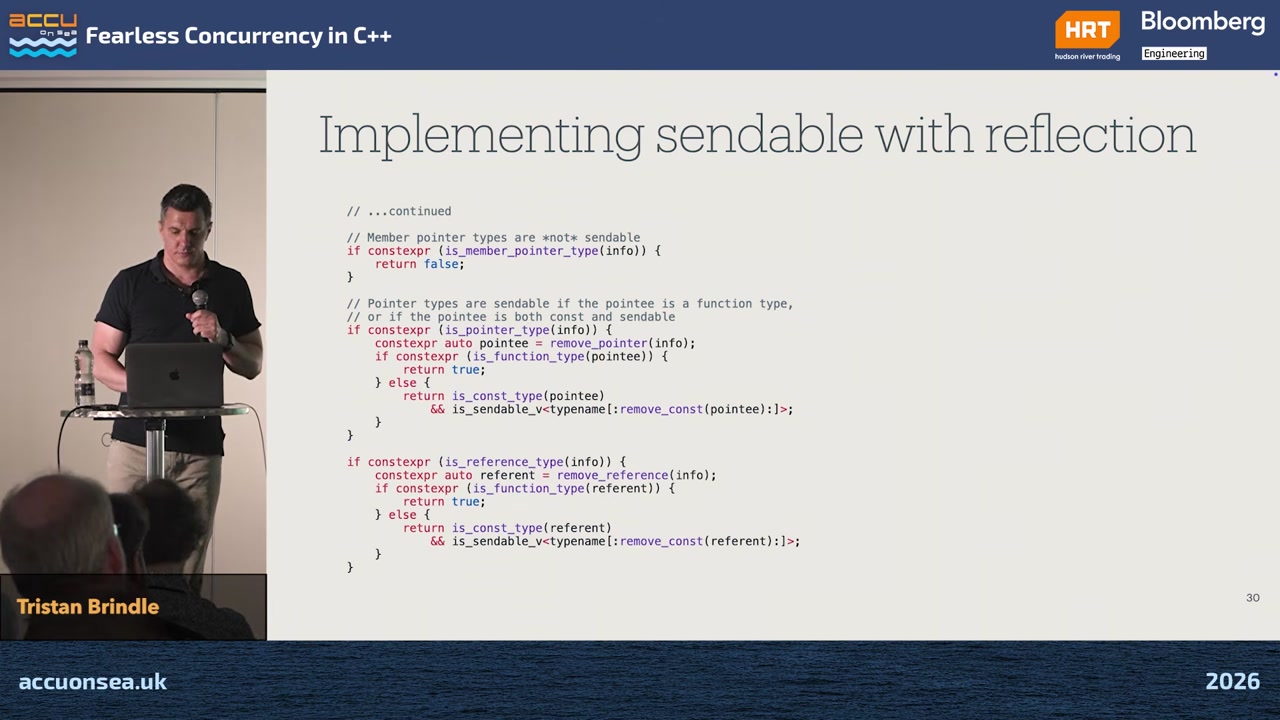 accu
on sea
Fearless Concurrency in C++
HRT
hudson river trading
Bloomberg
Engineering
Implementing sendable with reflection
// ...continued
// Member pointer types are *not* sendable
if constexpr (is_member_pointer_type(info)) {
    return false;
}
// Pointer types are sendable if the pointee is a function type,
// or if the pointee is both const and sendable
if constexpr (is_pointer_type(info)) {
    constexpr auto pointee = remove_pointer(info);
    if constexpr (is_function_type(pointee)) {
        return true;
    } else {
        return is_const_type(pointee)
            && is_sendable_v<typename[:remove_const(pointee):]>;
    }
}
if constexpr (is_reference_type(info)) {
    constexpr auto referent = remove_reference(info);
    if constexpr (is_function_type(referent)) {
        return true;
    } else {
        return is_const_type(referent)
            && is_sendable_v<typename[:remove_const(referent):]>;
    }
}
30
Tristan Brindle
accuonsea.uk
2026